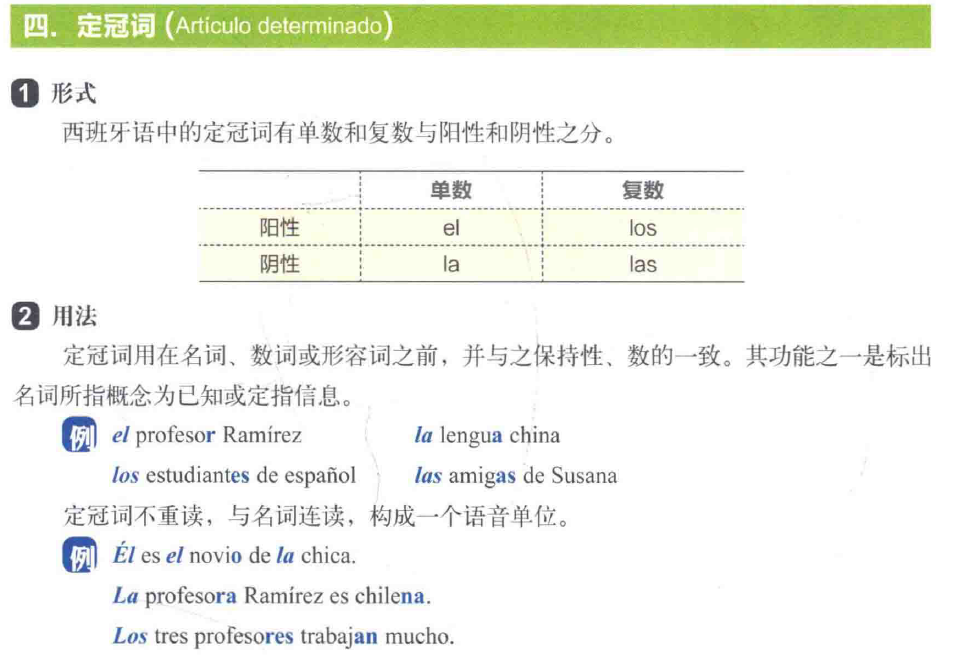 四. 定冠词 (Artículo determinado)
1 形式
西班牙语中的定冠词有单数和复数与阳性和阴性之分。
单数 复数
阳性 el los
阴性 la las
2 用法
定冠词用在名词、数词或形容词之前，并与之保持性、数的一致。其功能之一是标出
名词所指概念为已知或定指信息。
例 el profesor Ramírez la lengua china
los estudiantes de español las amigas de Susana
定冠词不重读，与名词连读，构成一个语音单位。
例 Él es el novio de la chica.
La profesora Ramírez es chilena.
Los tres profesores trabajan mucho.